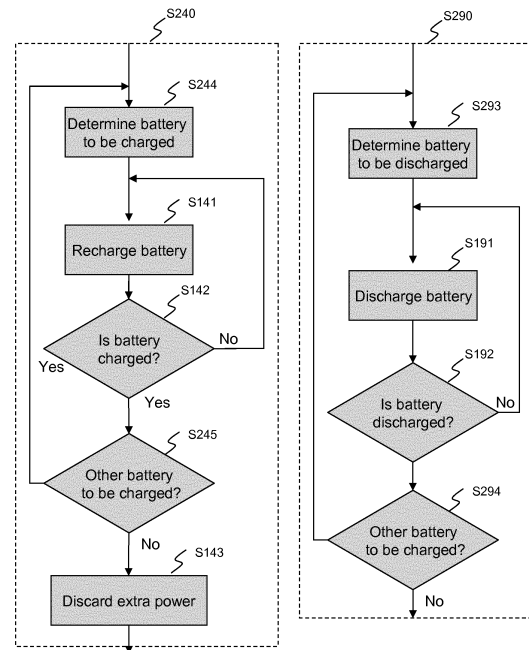 S240
S244
Determine battery
to be charged
S141
Recharge battery
S142
Is battery
charged?
No
Yes
Yes
S245
Other battery
to be charged?
No
S143
Discard extra power
S290
S293
Determine battery
to be discharged
S191
Discharge battery
S192
Is battery
discharged?
No
S294
Other battery
to be charged?
No